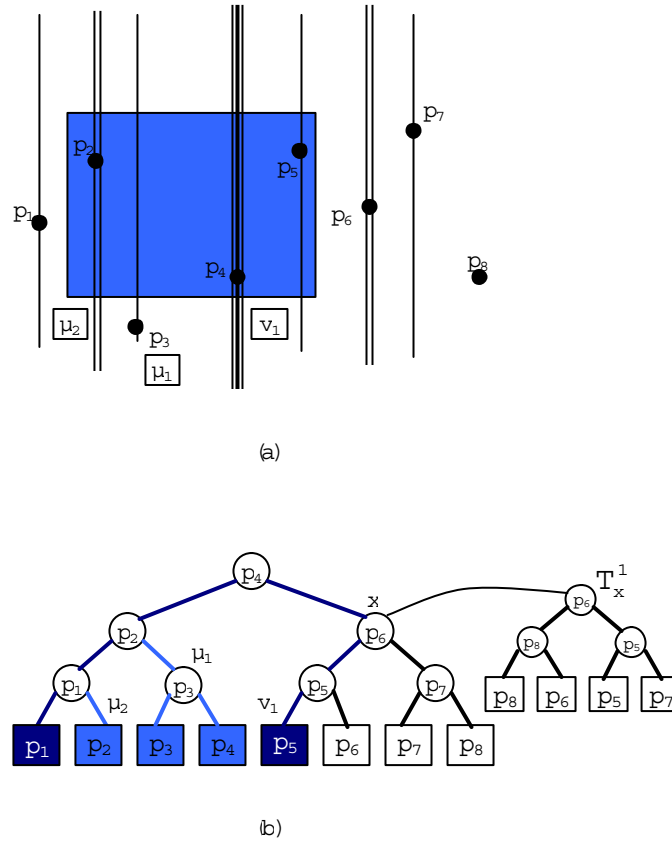 p₇
p₂
p₅
p₁
p₆
p₄
p₈
μ₂
p₃
v₁
μ₁
(a)
p₄
T¹ₓ
x
p₆
p₂
p₆
μ₁
p₈
p₅
p₁
p₃
p₅
p₇
μ₂
v₁
p₈
p₆
p₅
p₇
p₁
p₂
p₃
p₄
p₅
p₆
p₇
p₈
(b)